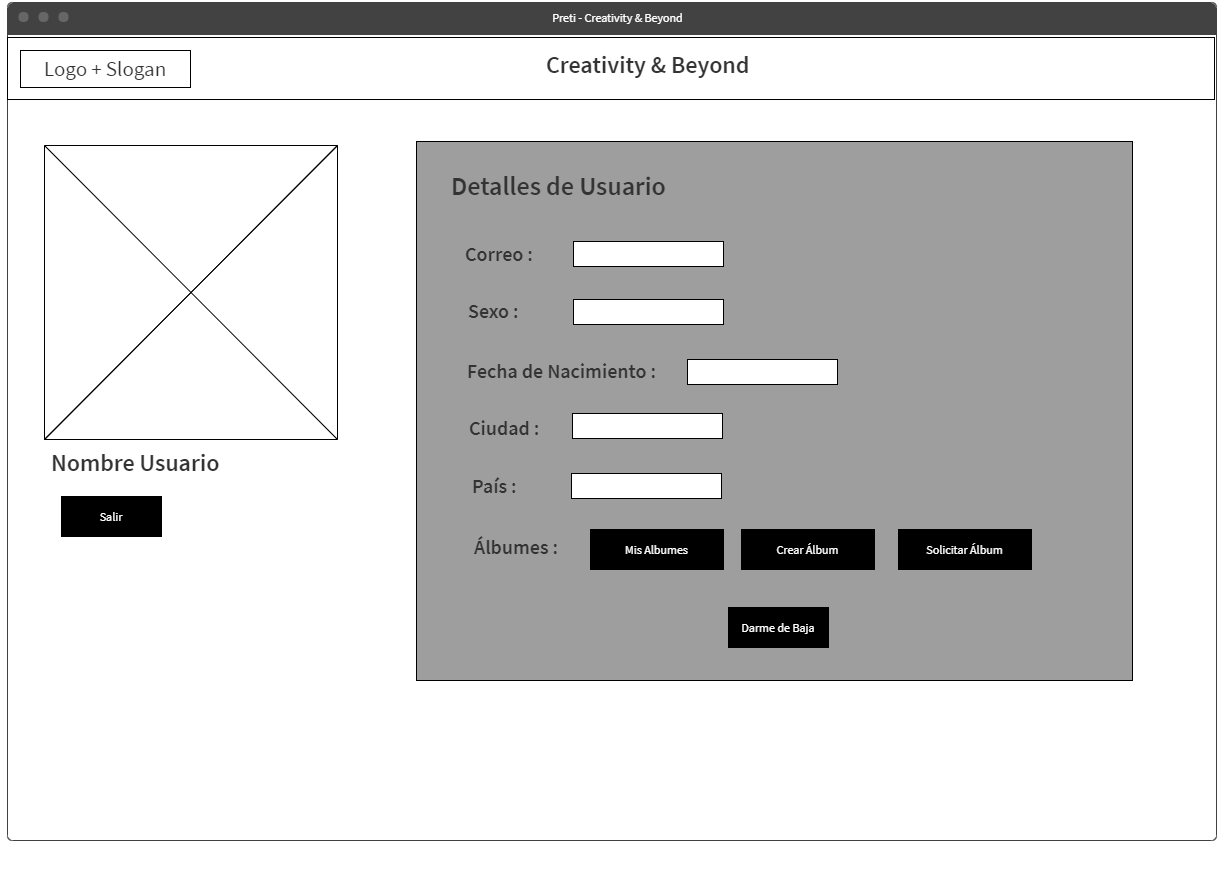 Preti - Creativity & Beyond
Logo + Slogan
Creativity & Beyond
Nombre Usuario
Salir
Detalles de Usuario
Correo :
Sexo :
Fecha de Nacimiento :
Ciudad :
País :
Álbumes :
Mis Albumes
Crear Álbum
Solicitar Álbum
Darme de Baja